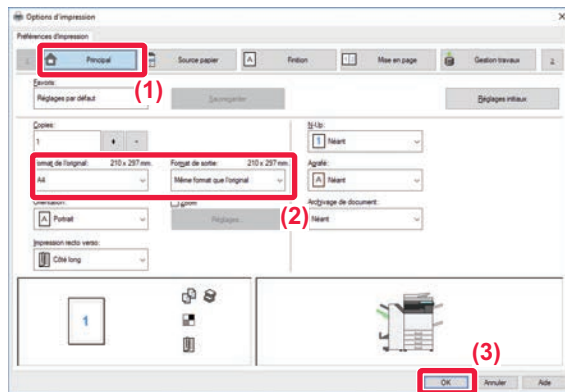 Options d'impression
Préférences d'impression
Principal
Source papier
Finition
Mise en page
Gestion travaux
2
(1)
Favoris:
Réglages par défaut
Sauvegarder
Réglages initiaux
Copies:
1
+ -
Format de l'original: 210 x 297 mm.
A4
Format de sortie: 210 x 297 mm.
Même format que l'original
(2)
Orientation:
Portrait
Zoom
Réglages...
Impression recto verso:
Côté long
N-Up:
1 Néant
Agrafe:
Néant
Archivage de document:
Néant
1
(3)
OK
Annuler
Aide